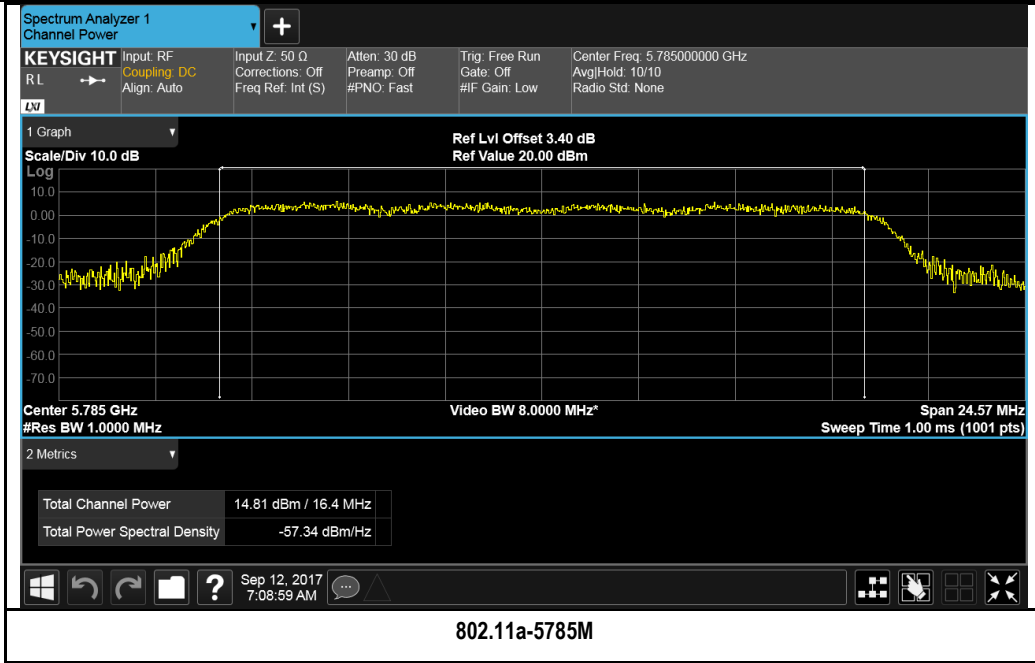 Spectrum Analyzer 1
Channel Power
KEYSIGHT
R L
LXI
Input: RF
Coupling: DC
Align: Auto
Input Z: 50 Ω
Corrections: Off
Freq Ref: Int (S)
Atten: 30 dB
Preamp: Off
#PNO: Fast
Trig: Free Run
Gate: Off
#IF Gain: Low
Center Freq: 5.785000000 GHz
Avg|Hold: 10/10
Radio Std: None
1 Graph
Scale/Div 10.0 dB
Ref Lvl Offset 3.40 dB
Ref Value 20.00 dBm
Log
10.0
0.00
-10.0
-20.0
-30.0
-40.0
-50.0
-60.0
-70.0
Center 5.785 GHz
#Res BW 1.0000 MHz
Video BW 8.0000 MHz*
Span 24.57 MHz
Sweep Time 1.00 ms (1001 pts)
2 Metrics
Total Channel Power 14.81 dBm / 16.4 MHz
Total Power Spectral Density -57.34 dBm/Hz
?
Sep 12, 2017
7:08:59 AM
802.11a-5785M